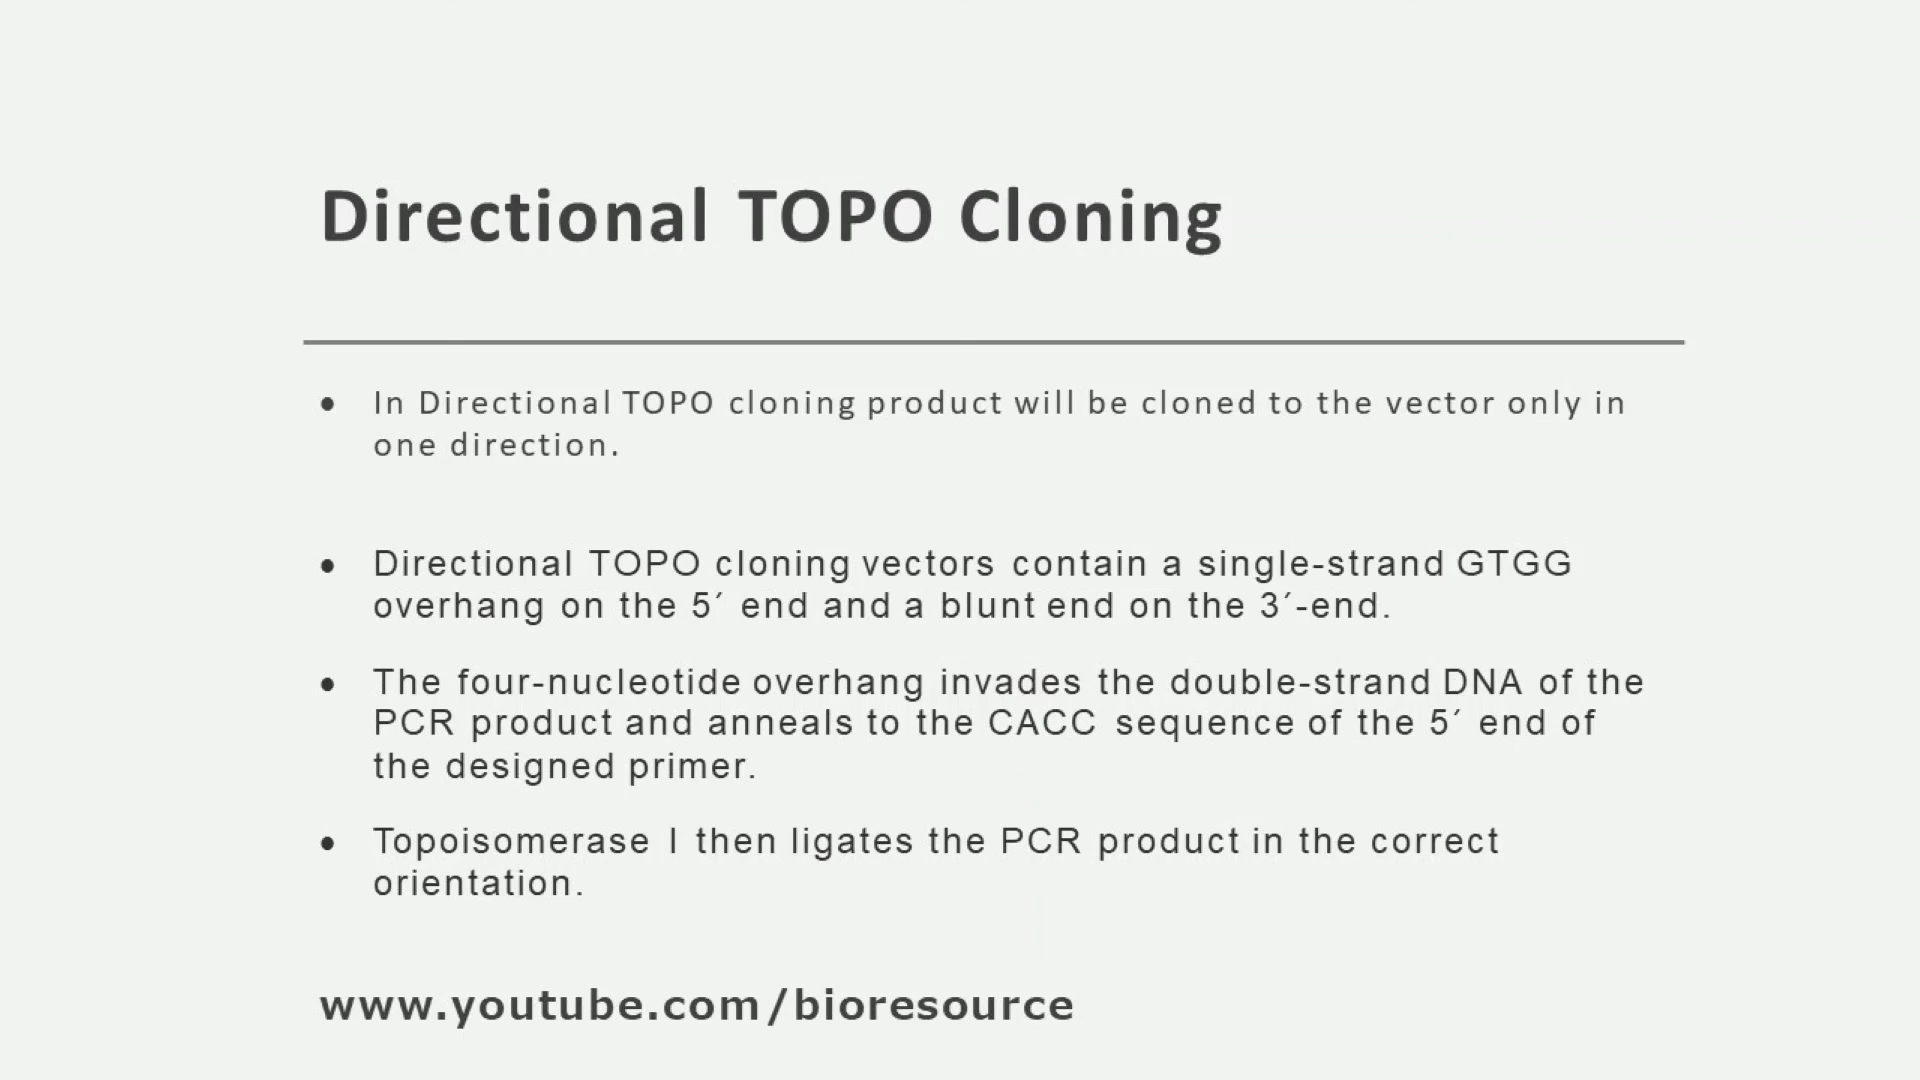 Directional TOPO Cloning
• In Directional TOPO cloning product will be cloned to the vector only in
one direction.
• Directional TOPO cloning vectors contain a single-strand GTGG
overhang on the 5´ end and a blunt end on the 3´-end.
• The four-nucleotide overhang invades the double-strand DNA of the
PCR product and anneals to the CACC sequence of the 5´ end of
the designed primer.
• Topoisomerase I then ligates the PCR product in the correct
orientation.
www.youtube.com/bioresource